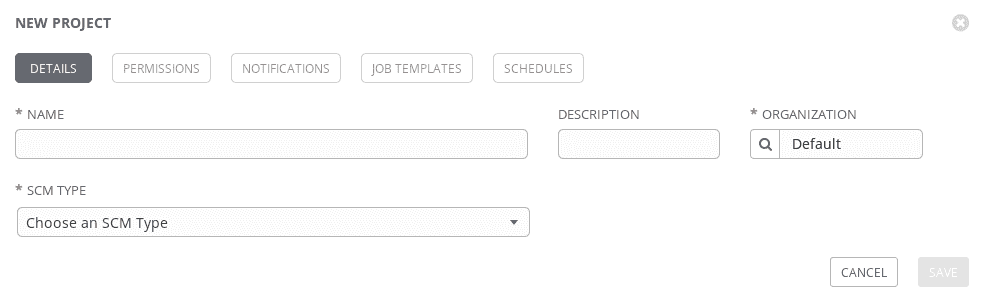 NEW PROJECT
DETAILS PERMISSIONS NOTIFICATIONS JOB TEMPLATES SCHEDULES
* NAME DESCRIPTION * ORGANIZATION
Default
* SCM TYPE
Choose an SCM Type
CANCEL SAVE